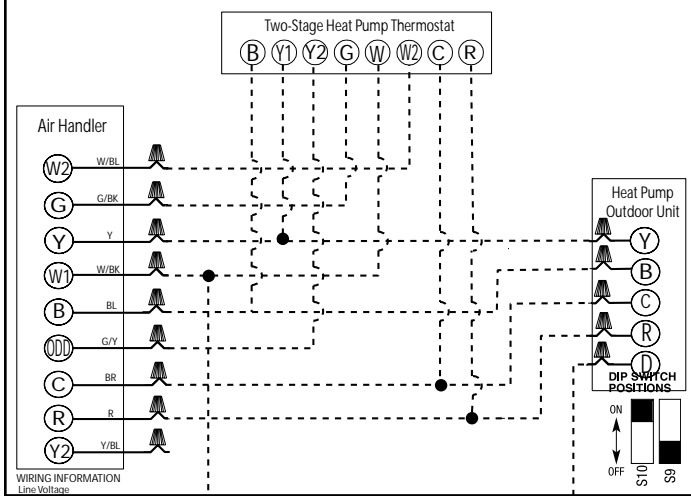 Two-Stage Heat Pump Thermostat
B Y1 Y2 G W W2 C R
Air Handler
W2 W/BL
G G/BK
Y Y
W1 W/BK
B BL
ODD G/Y
C BR
R R
Y2 Y/BL
WIRING INFORMATION
Line Voltage
Heat Pump
Outdoor Unit
Y
B
C
R
D
DIP SWITCH
POSITIONS
ON
OFF
S10 S9